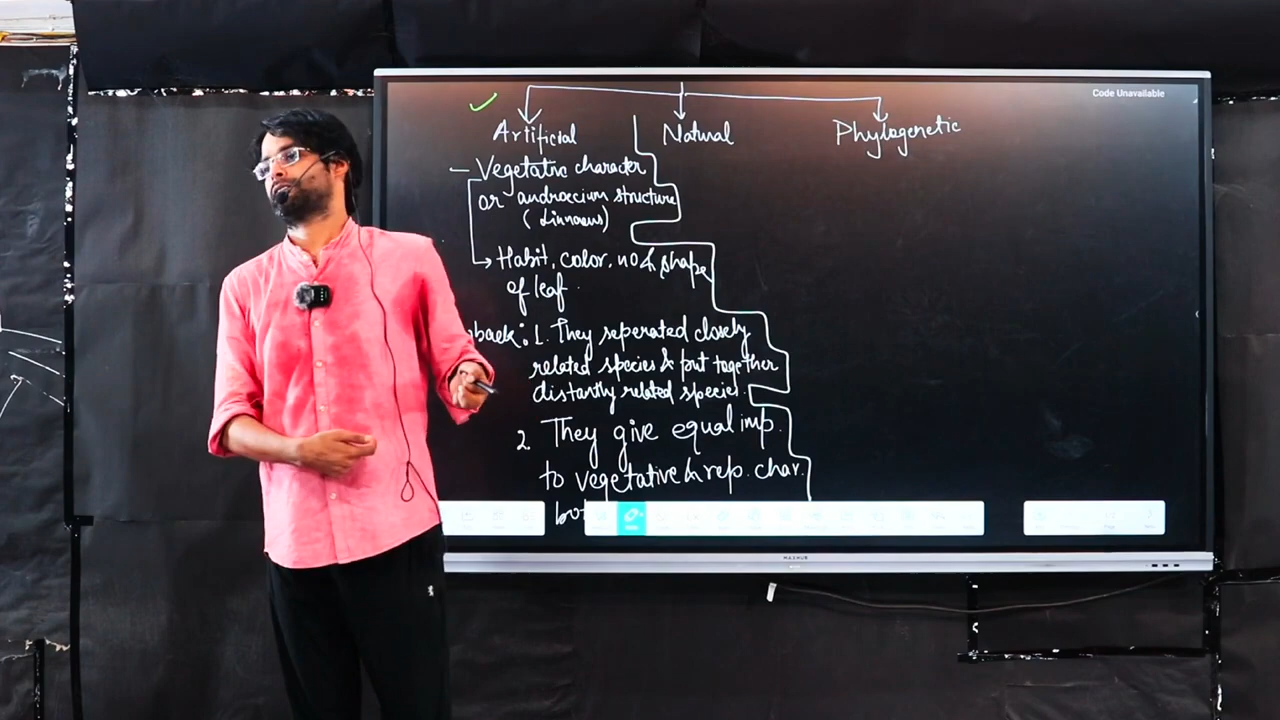 Code Unavailable
Artificial
Natural
Phylogenetic
– Vegetative character
or androecium structure
(Linnaeus)
→ Habit, color, no & shape
of leaf.
back: 1. They seperated closely
related species & put together
distantly related species.
2. They give equal imp.
to vegetative & rep. char.
bot
MAXHUB